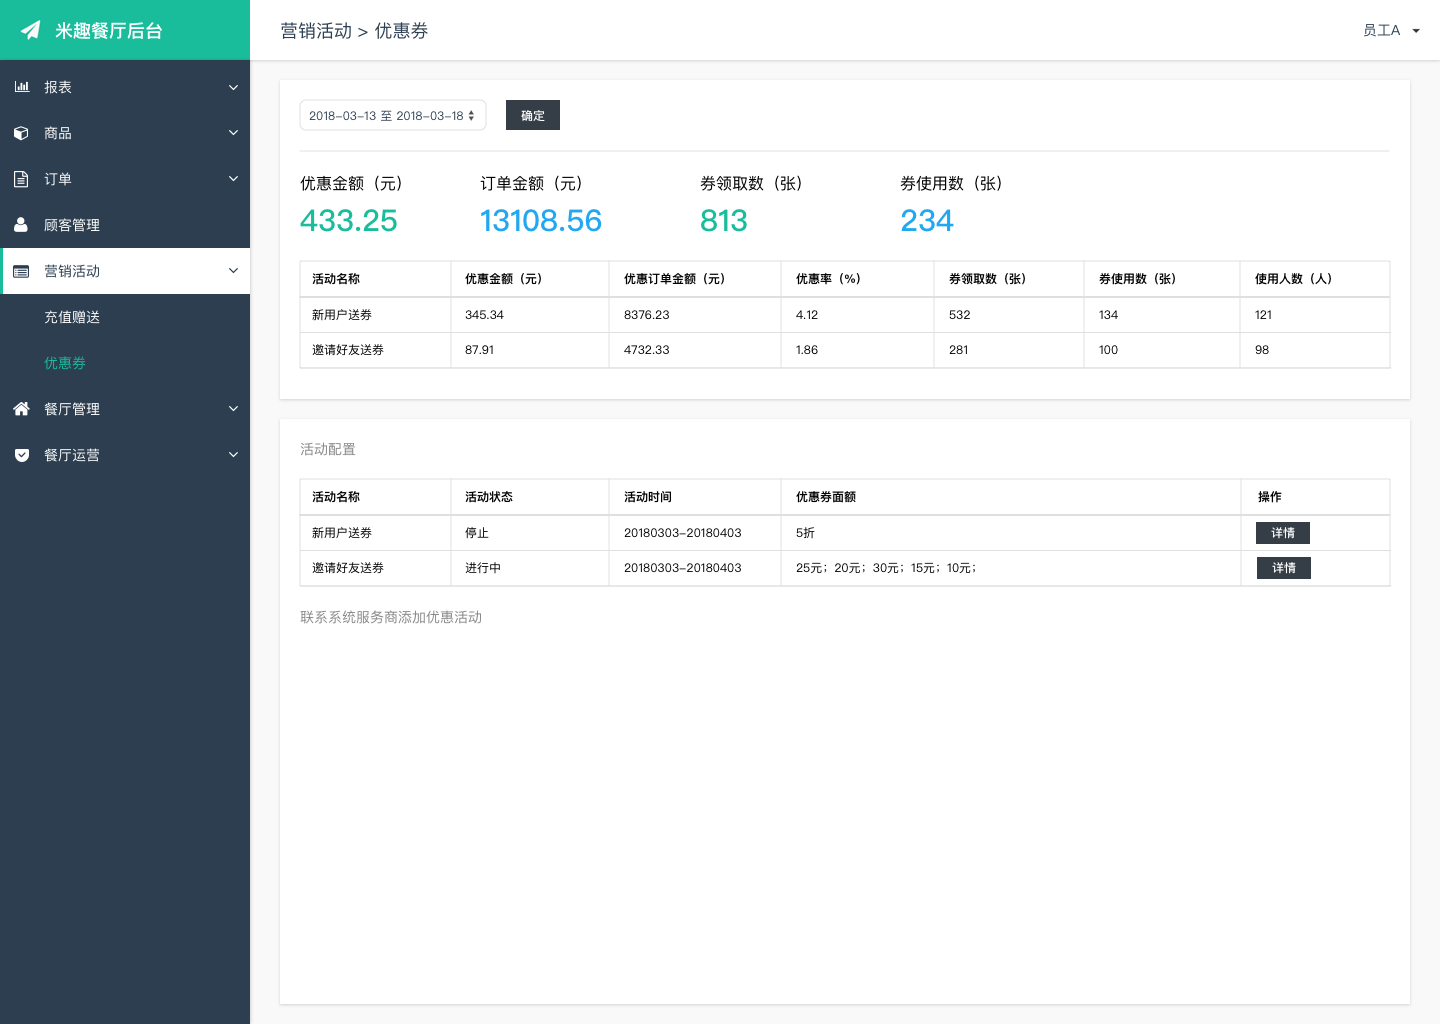 米趣餐厅后台
营销活动 > 优惠券
员工A
报表
商品
订单
顾客管理
营销活动
充值赠送
优惠券
餐厅管理
餐厅运营
2018-03-13 至 2018-03-18
确定
优惠金额（元） 订单金额（元） 券领取数（张） 券使用数（张）
433.25 13108.56 813 234
活动名称 优惠金额（元） 优惠订单金额（元） 优惠率（%） 券领取数（张） 券使用数（张） 使用人数（人）
新用户送券 345.34 8376.23 4.12 532 134 121
邀请好友送券 87.91 4732.33 1.86 281 100 98
活动配置
活动名称 活动状态 活动时间 优惠券面额 操作
新用户送券 停止 20180303-20180403 5折 详情
邀请好友送券 进行中 20180303-20180403 25元；20元；30元；15元；10元； 详情
联系系统服务商添加优惠活动